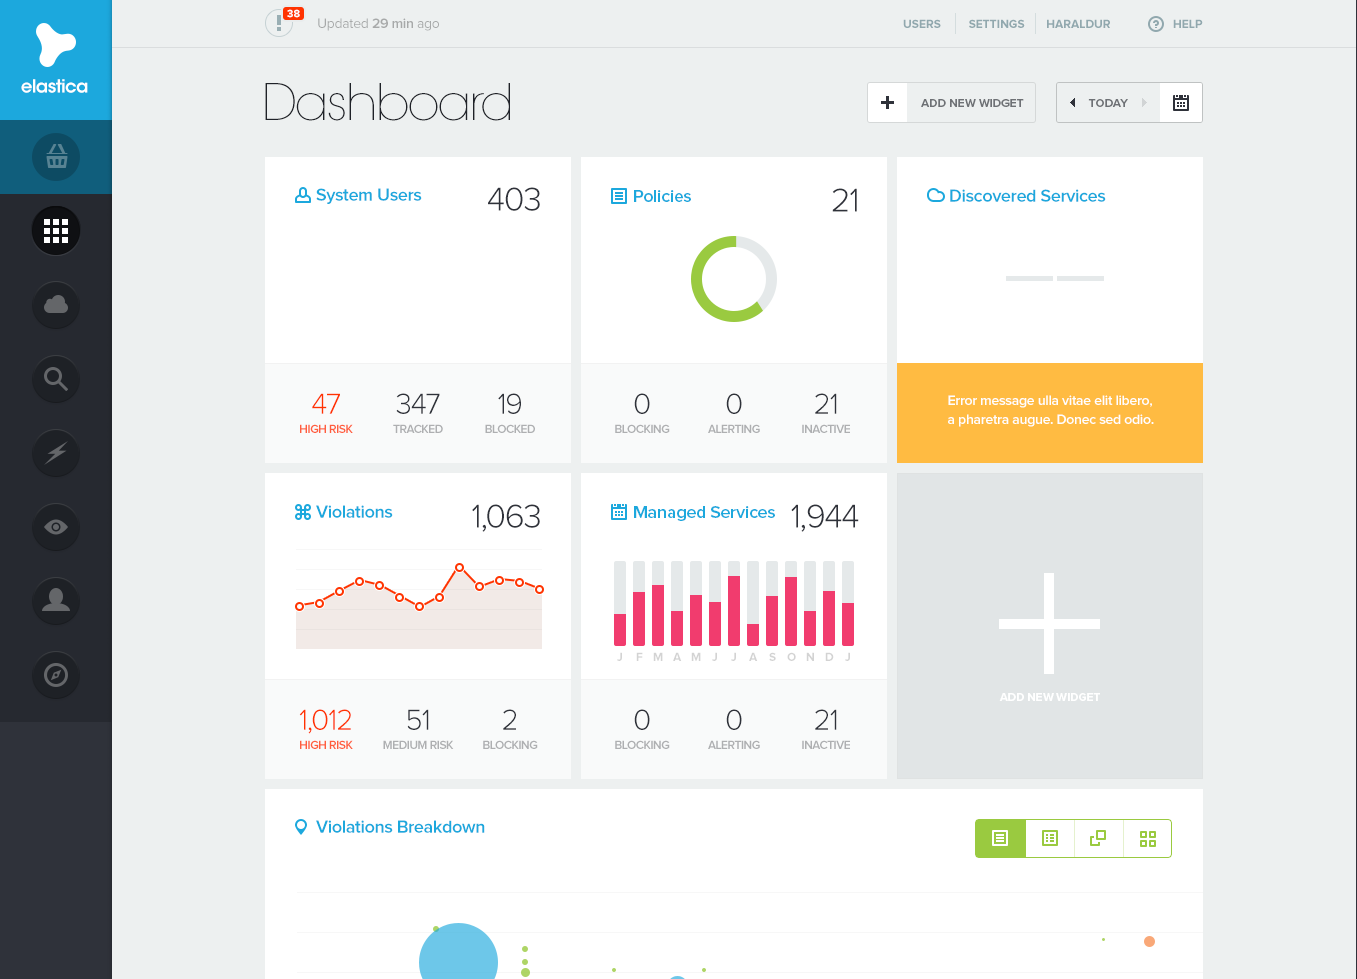 elastica
38
Updated 29 min ago
USERS
SETTINGS
HARALDUR
HELP
Dashboard
ADD NEW WIDGET
TODAY
System Users
403
47
347
19
HIGH RISK
TRACKED
BLOCKED
Policies
21
0
0
21
BLOCKING
ALERTING
INACTIVE
Discovered Services
Error message ulla vitae elit libero,
a pharetra augue. Donec sed odio.
Violations
1,063
1,012
51
2
HIGH RISK
MEDIUM RISK
BLOCKING
Managed Services
1,944
J F M A M J J A S O N D J
0
0
21
BLOCKING
ALERTING
INACTIVE
ADD NEW WIDGET
Violations Breakdown